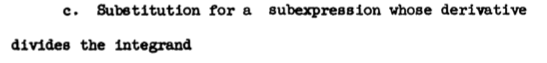 c. Substitution for a subexpression whose derivative
divides the integrand